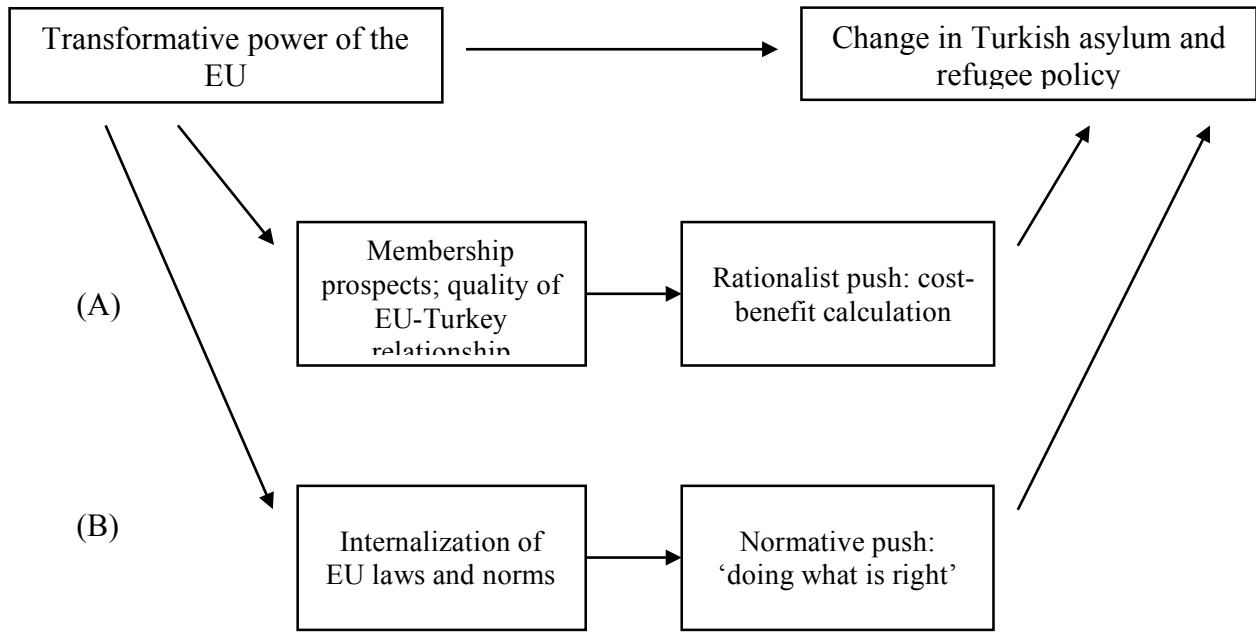 Transformative power of the
EU
Change in Turkish asylum and
refugee policy
(A)
Membership
prospects; quality of
EU-Turkey
relationship
Rationalist push: cost-
benefit calculation
(B)
Internalization of
EU laws and norms
Normative push:
‘doing what is right’